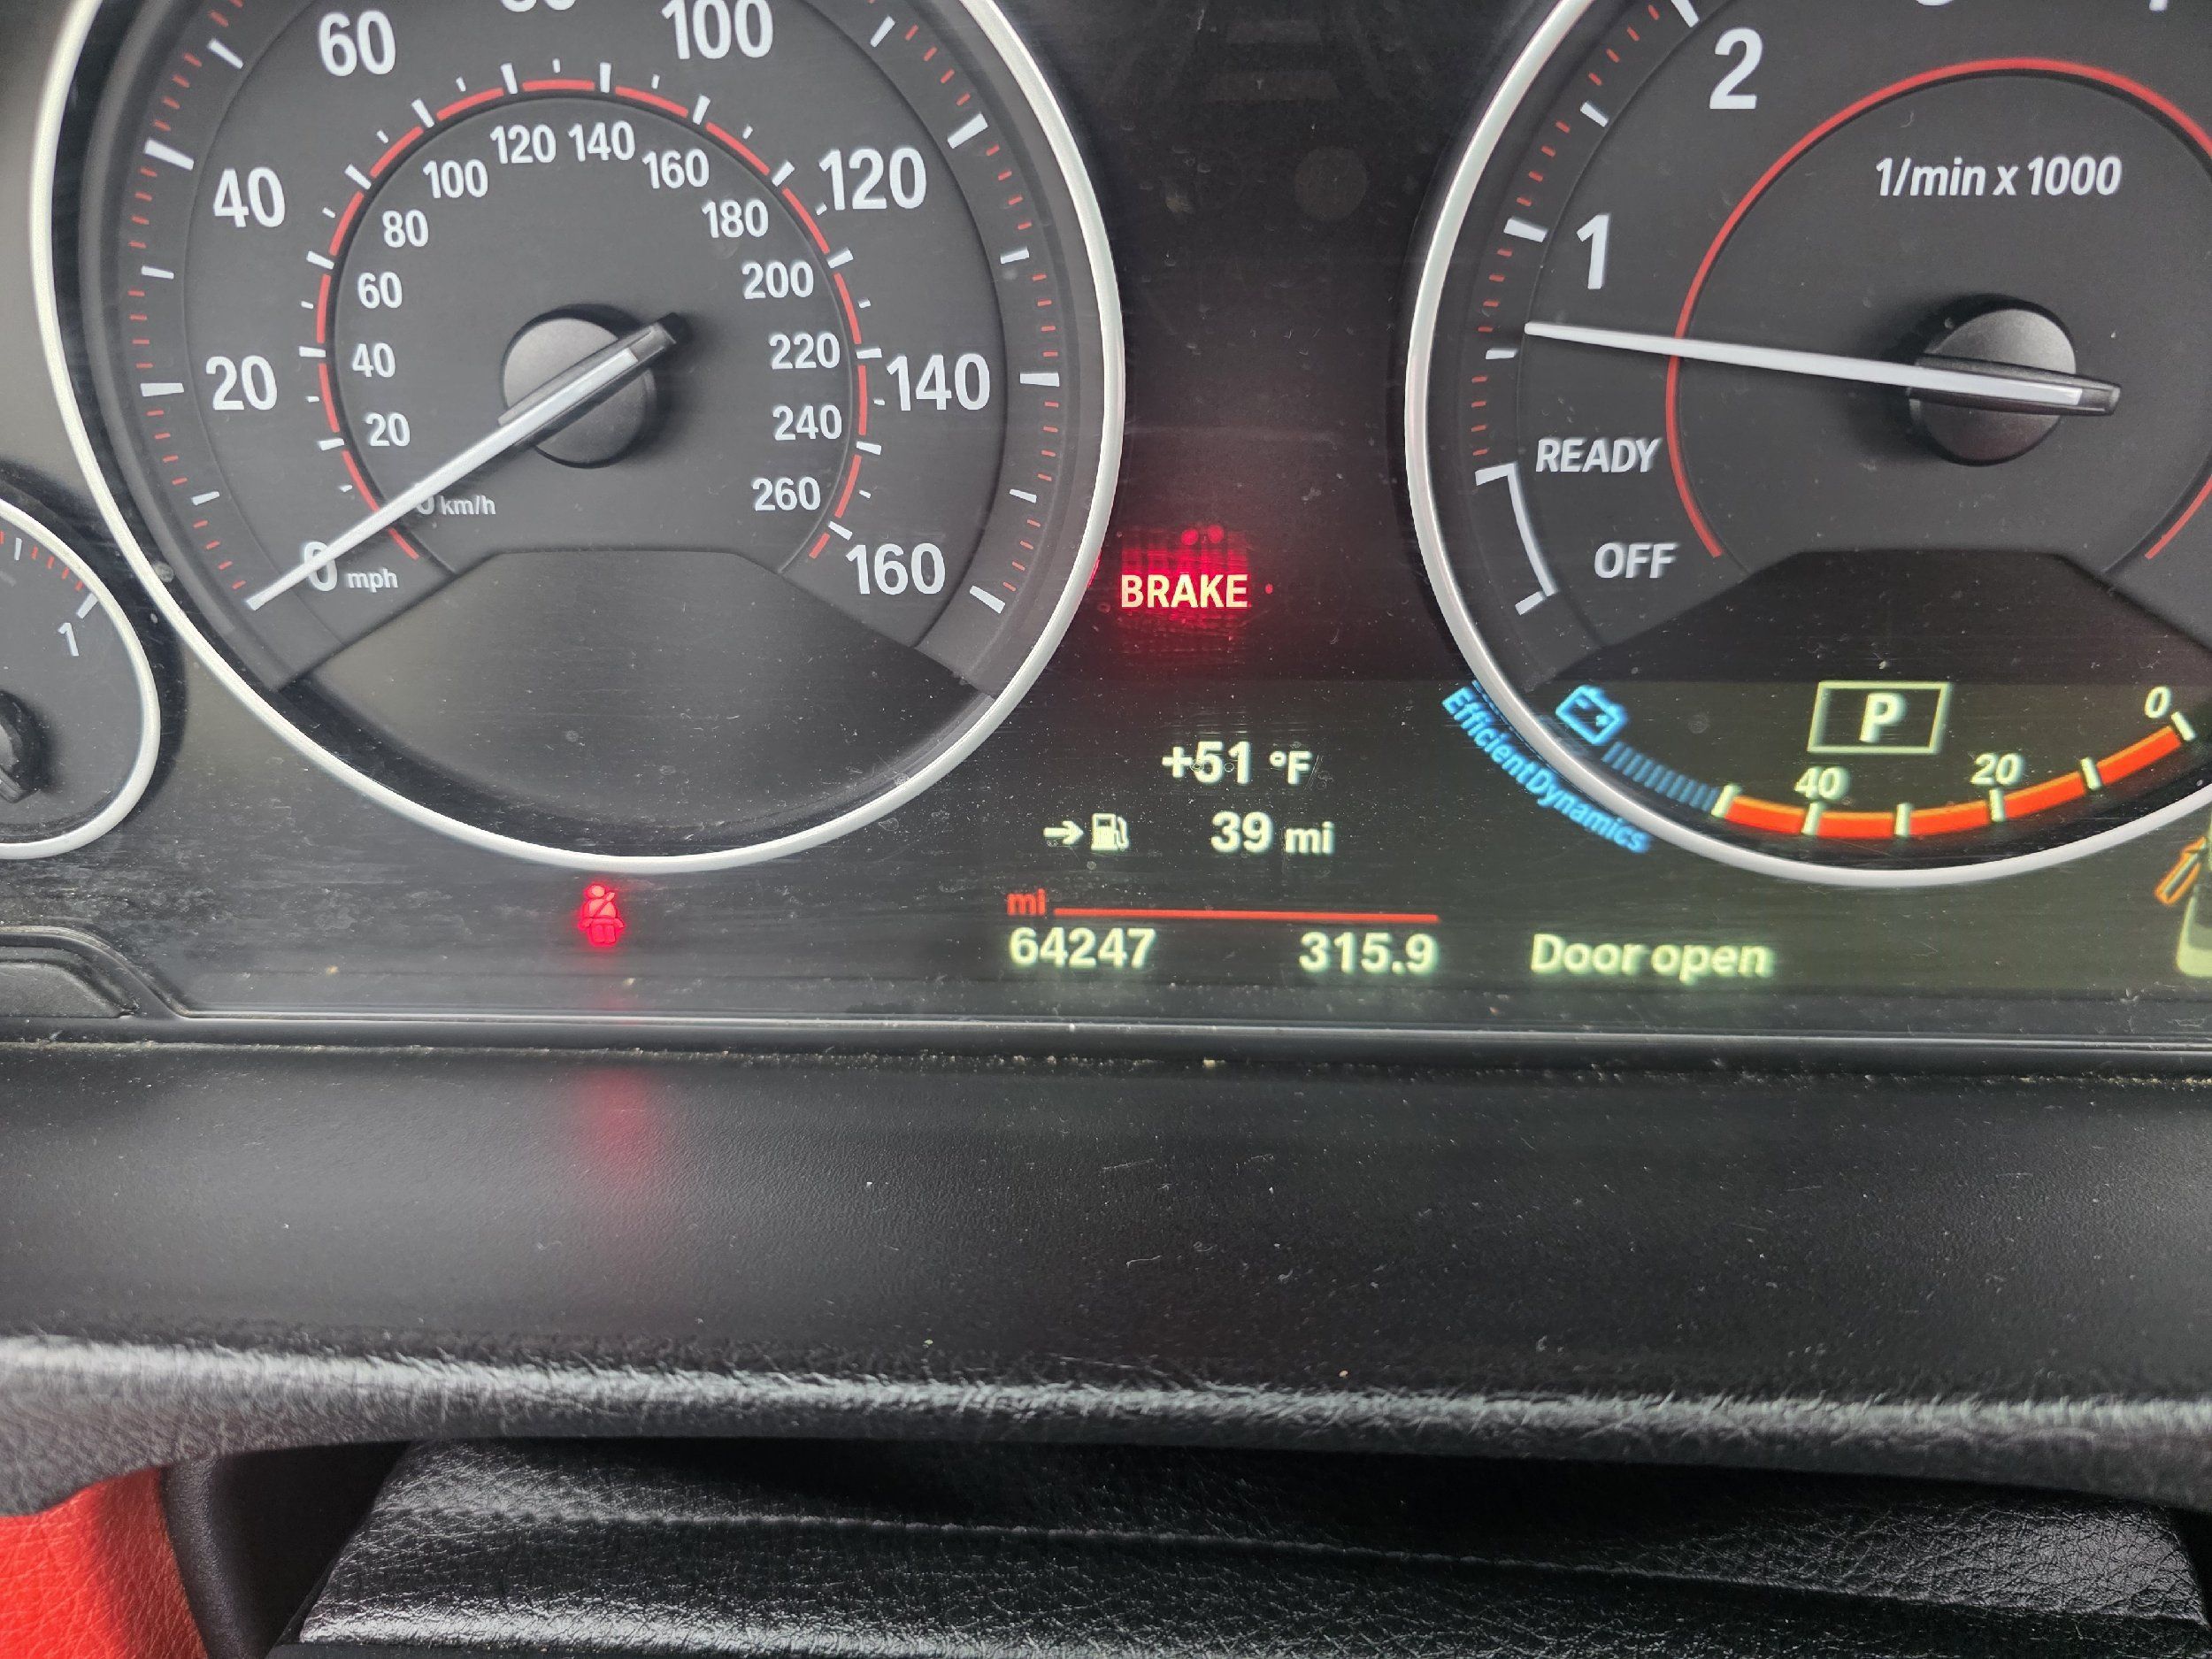 60
100
40
120
20
140
0 mph
160
120 140
100
160
80
180
60
200
40
220
20
240
km/h
260
1
BRAKE
2
1/min x 1000
1
READY
OFF
P
0
40
20
EfficientDynamics
+51 °F
39 mi
mi
64247 315.9 Door open